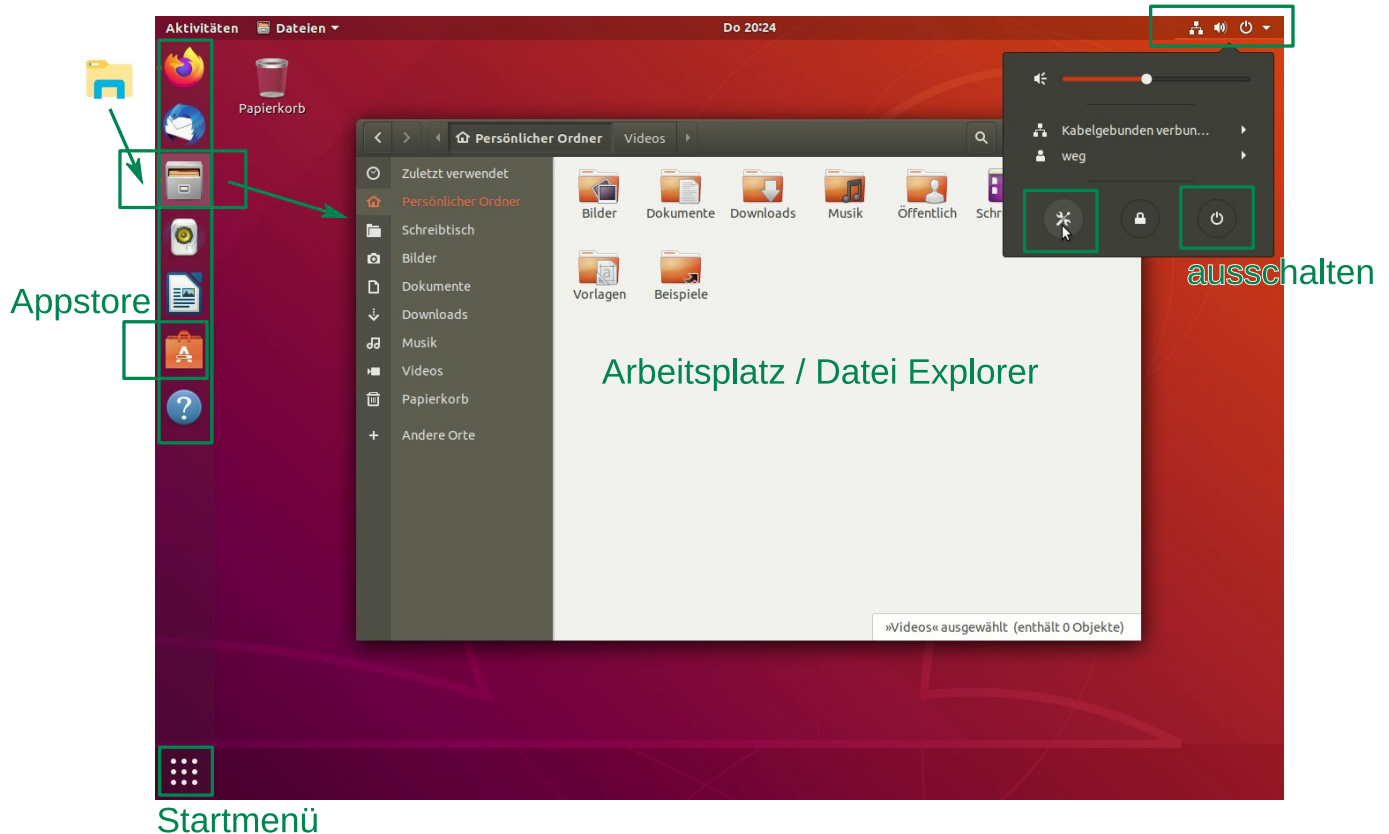 Aktivitäten Dateien Do 20:24
Papierkorb
Persönlicher Ordner Videos
Zuletzt verwendet
Persönlicher Ordner
Schreibtisch
Bilder
Dokumente
Downloads
Musik
Videos
Papierkorb
Andere Orte
Bilder Dokumente Downloads Musik Öffentlich Schr
Vorlagen Beispiele
Kabelgebunden verbun...
weg
ausschalten
Appstore
Arbeitsplatz / Datei Explorer
»Videos« ausgewählt (enthält 0 Objekte)
Startmenü